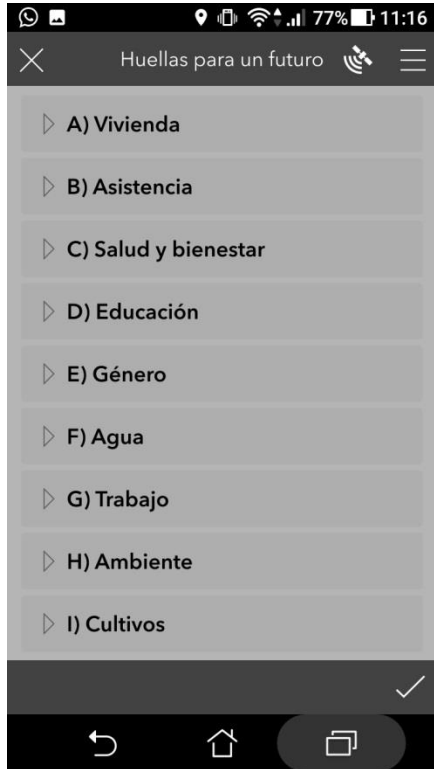 77% 11:16
Huellas para un futuro
A) Vivienda
B) Asistencia
C) Salud y bienestar
D) Educación
E) Género
F) Agua
G) Trabajo
H) Ambiente
I) Cultivos